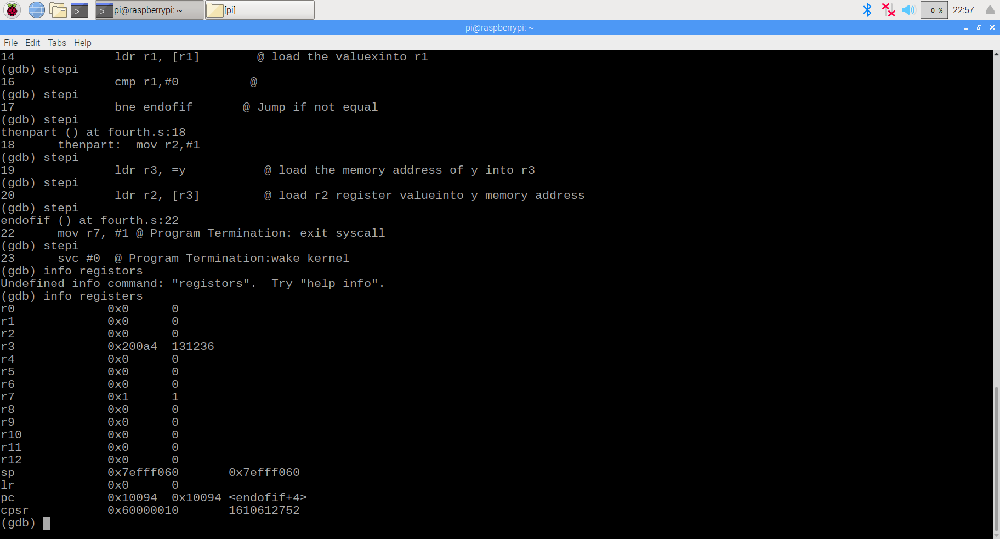 pi@raspberrypi: ~ [pi] 0 % 22:57
pi@raspberrypi: ~
File Edit Tabs Help
14 ldr r1, [r1] @ load the valuexinto r1
(gdb) stepi
16 cmp r1,#0 @
(gdb) stepi
17 bne endofif @ Jump if not equal
(gdb) stepi
thenpart () at fourth.s:18
18 thenpart: mov r2,#1
(gdb) stepi
19 ldr r3, =y @ load the memory address of y into r3
(gdb) stepi
20 ldr r2, [r3] @ load r2 register valueinto y memory address
(gdb) stepi
endofif () at fourth.s:22
22 mov r7, #1 @ Program Termination: exit syscall
(gdb) stepi
23 svc #0 @ Program Termination:wake kernel
(gdb) info registors
Undefined info command: "registors". Try "help info".
(gdb) info registers
r0 0x0 0
r1 0x0 0
r2 0x0 0
r3 0x200a4 131236
r4 0x0 0
r5 0x0 0
r6 0x0 0
r7 0x1 1
r8 0x0 0
r9 0x0 0
r10 0x0 0
r11 0x0 0
r12 0x0 0
sp 0x7efff060 0x7efff060
lr 0x0 0
pc 0x10094 0x10094 <endofif+4>
cpsr 0x60000010 1610612752
(gdb)